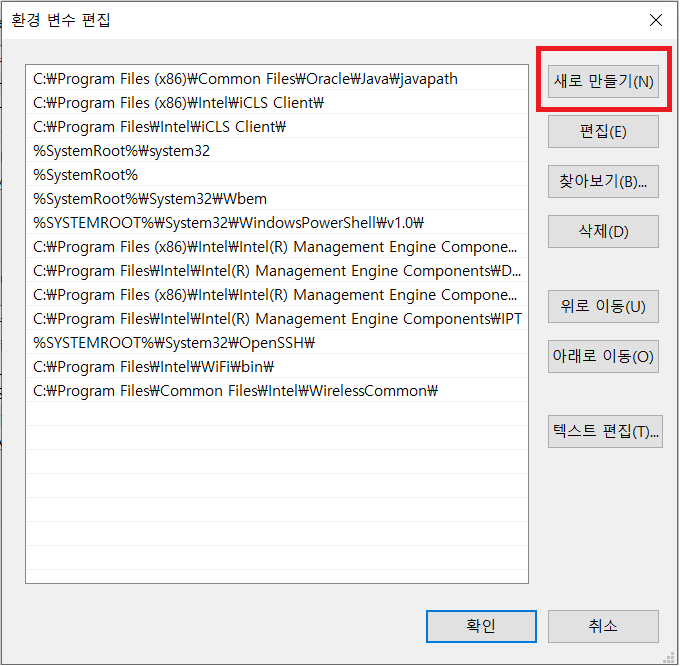 환경 변수 편집
C:₩Program Files (x86)₩Common Files₩Oracle₩Java₩javapath
새로 만들기(N)
C:₩Program Files (x86)₩Intel₩iCLS Client₩
C:₩Program Files₩Intel₩iCLS Client₩
편집(E)
%SystemRoot%₩system32
%SystemRoot%
찾아보기(B)...
%SystemRoot%₩System32₩Wbem
%SYSTEMROOT%₩System32₩WindowsPowerShell₩v1.0₩
삭제(D)
C:₩Program Files (x86)₩Intel₩Intel(R) Management Engine Compone...
C:₩Program Files₩Intel₩Intel(R) Management Engine Components₩D...
C:₩Program Files (x86)₩Intel₩Intel(R) Management Engine Compone...
위로 이동(U)
C:₩Program Files₩Intel₩Intel(R) Management Engine Components₩IPT
%SYSTEMROOT%₩System32₩OpenSSH₩
아래로 이동(O)
C:₩Program Files₩Intel₩WiFi₩bin₩
C:₩Program Files₩Common Files₩Intel₩WirelessCommon₩
텍스트 편집(T)...
확인
취소